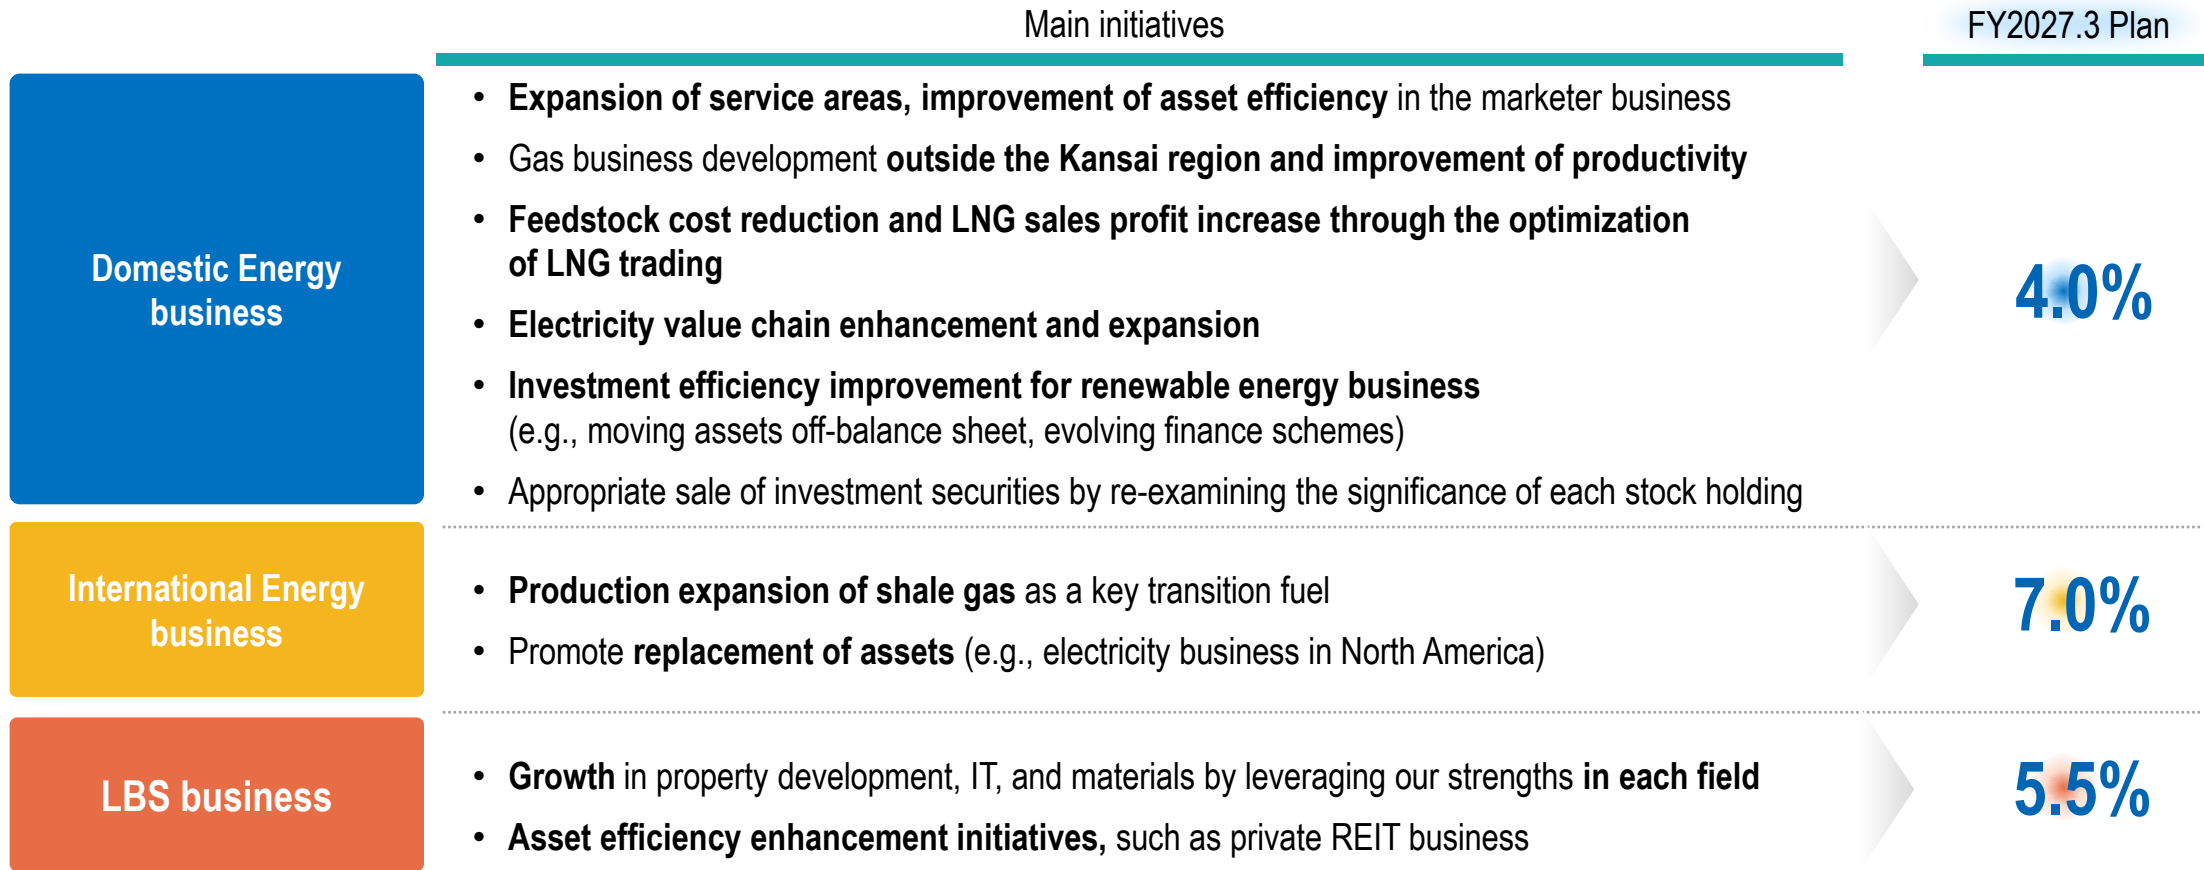 Main initiatives
FY2027.3 Plan
Domestic Energy
business
• Expansion of service areas, improvement of asset efficiency in the marketer business
• Gas business development outside the Kansai region and improvement of productivity
• Feedstock cost reduction and LNG sales profit increase through the optimization
of LNG trading
• Electricity value chain enhancement and expansion
• Investment efficiency improvement for renewable energy business
(e.g., moving assets off-balance sheet, evolving finance schemes)
• Appropriate sale of investment securities by re-examining the significance of each stock holding
4.0%
International Energy
business
• Production expansion of shale gas as a key transition fuel
• Promote replacement of assets (e.g., electricity business in North America)
7.0%
LBS business
• Growth in property development, IT, and materials by leveraging our strengths in each field
• Asset efficiency enhancement initiatives, such as private REIT business
5.5%